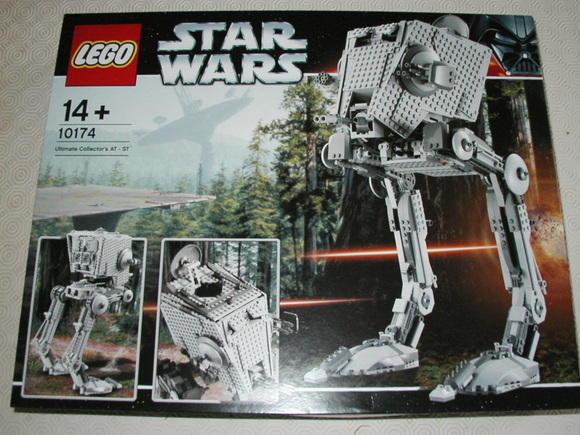 LEGO
STAR
WARS
14+
10174
Ultimate Collector's AT - ST